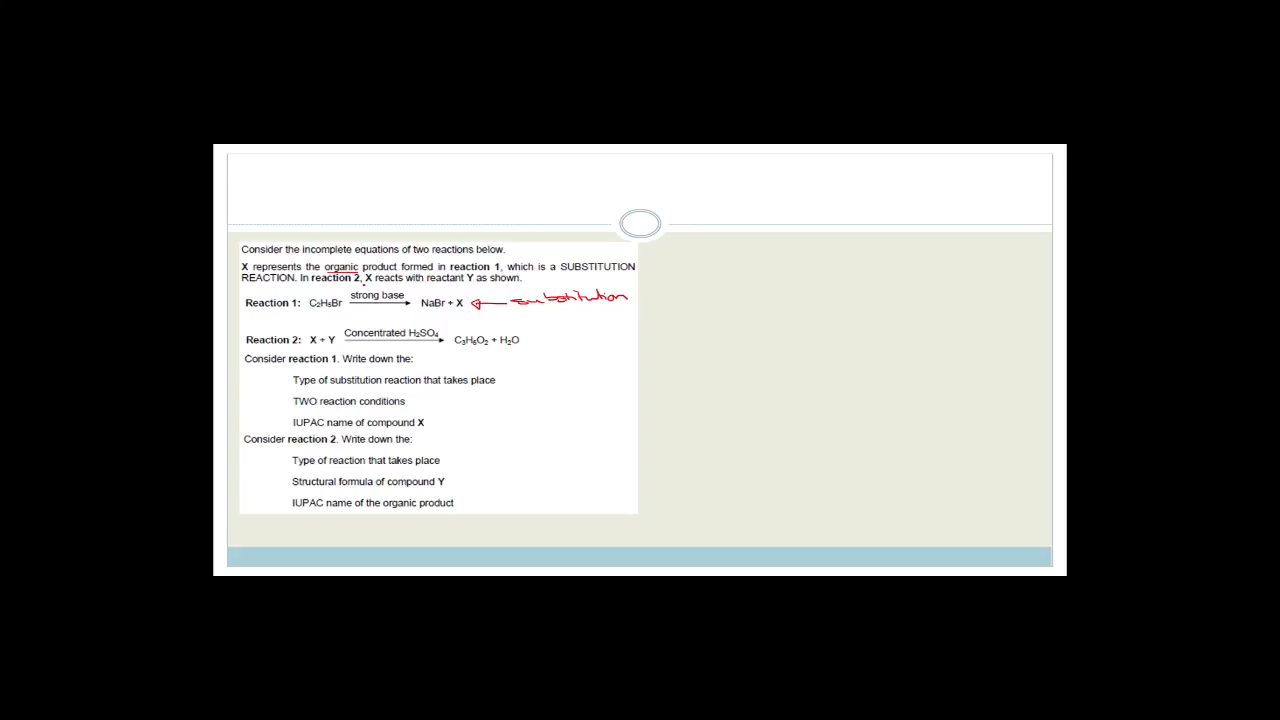 Consider the incomplete equations of two reactions below.
X represents the organic product formed in reaction 1, which is a SUBSTITUTION
REACTION. In reaction 2, X reacts with reactant Y as shown.
Reaction 1: C₂H₅Br strong base NaBr + X substitution
Reaction 2: X + Y Concentrated H₂SO₄ C₃H₆O₂ + H₂O
Consider reaction 1. Write down the:
Type of substitution reaction that takes place
TWO reaction conditions
IUPAC name of compound X
Consider reaction 2. Write down the:
Type of reaction that takes place
Structural formula of compound Y
IUPAC name of the organic product